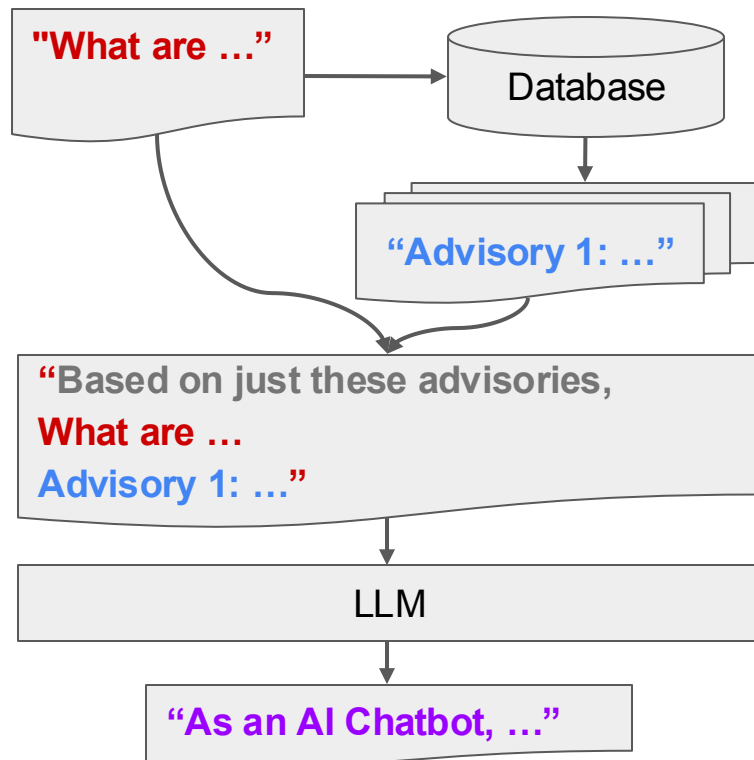 "What are …”
Database
“Advisory 1: …”
“Based on just these advisories,
What are …
Advisory 1: …”
LLM
“As an AI Chatbot, …”